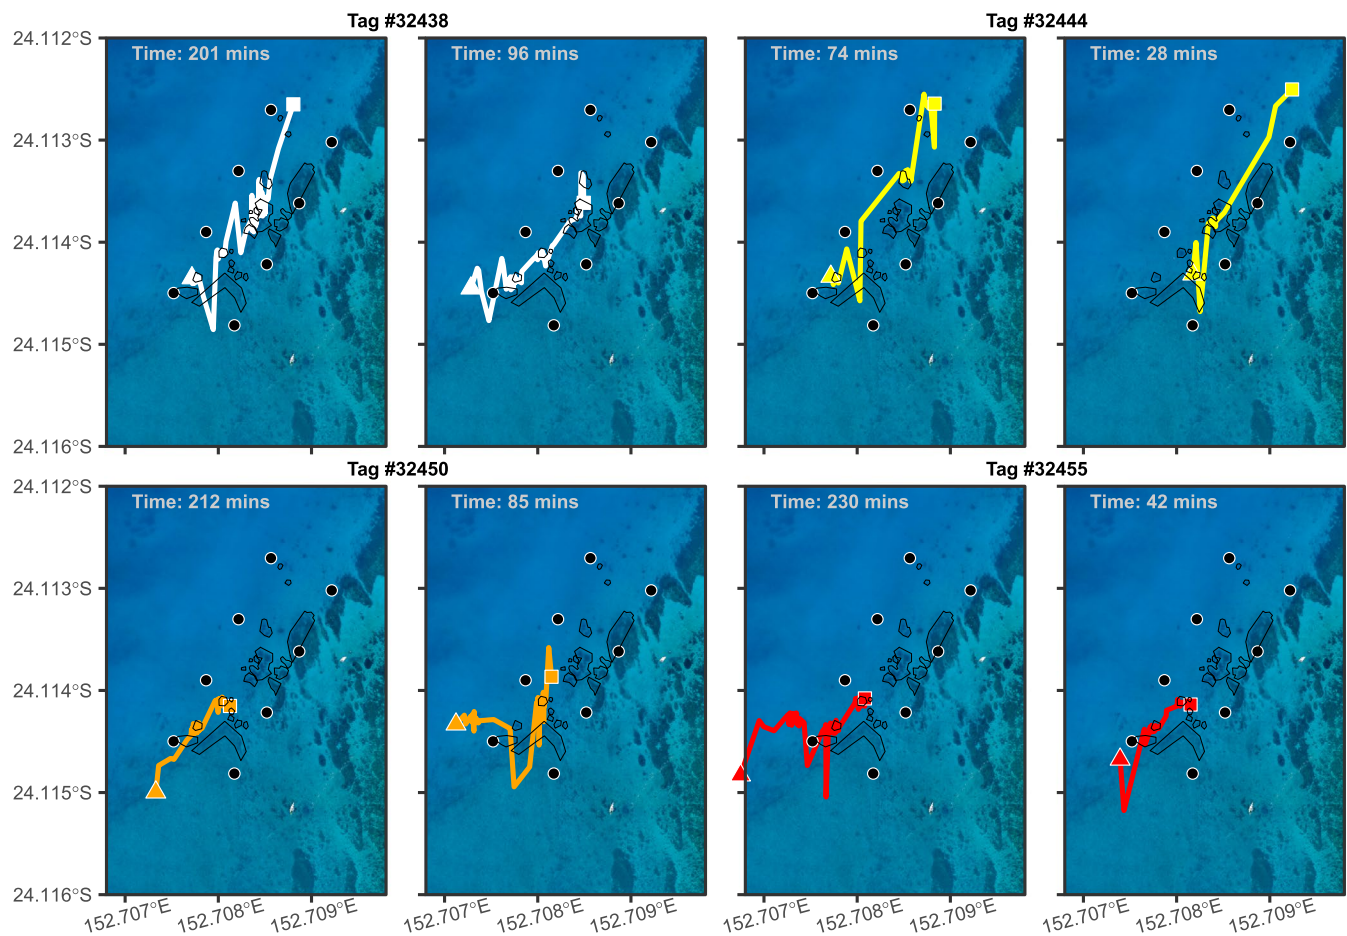 Tag #32438
Tag #32444
24.112°S
Time: 201 mins
Time: 96 mins
Time: 74 mins
Time: 28 mins
24.113°S
24.114°S
24.115°S
24.116°S
Tag #32450
Tag #32455
24.112°S
Time: 212 mins
Time: 85 mins
Time: 230 mins
Time: 42 mins
24.113°S
24.114°S
24.115°S
24.116°S
152.707°E 152.708°E 152.709°E 152.707°E 152.708°E 152.709°E 152.707°E 152.708°E 152.709°E 152.707°E 152.708°E 152.709°E